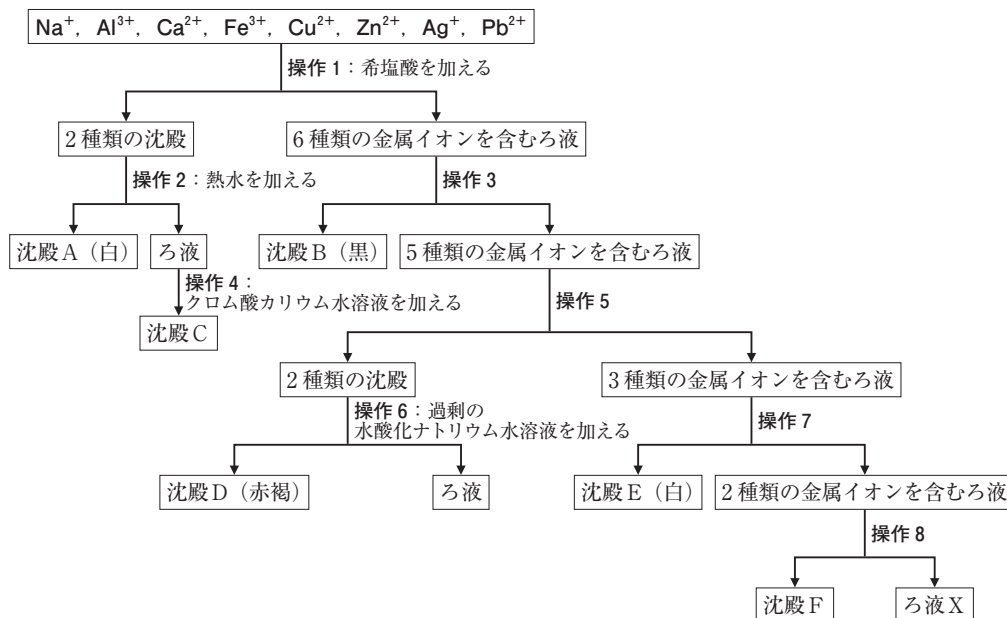 Na⁺, Al³⁺, Ca²⁺, Fe³⁺, Cu²⁺, Zn²⁺, Ag⁺, Pb²⁺
操作1：希塩酸を加える
2種類の沈殿
6種類の金属イオンを含むろ液
操作2：熱水を加える
操作3
沈殿A（白）
ろ液
沈殿B（黒）
5種類の金属イオンを含むろ液
操作4：
クロム酸カリウム水溶液を加える
操作5
沈殿C
2種類の沈殿
3種類の金属イオンを含むろ液
操作6：過剰の
水酸化ナトリウム水溶液を加える
操作7
沈殿D（赤褐）
ろ液
沈殿E（白）
2種類の金属イオンを含むろ液
操作8
沈殿F
ろ液X